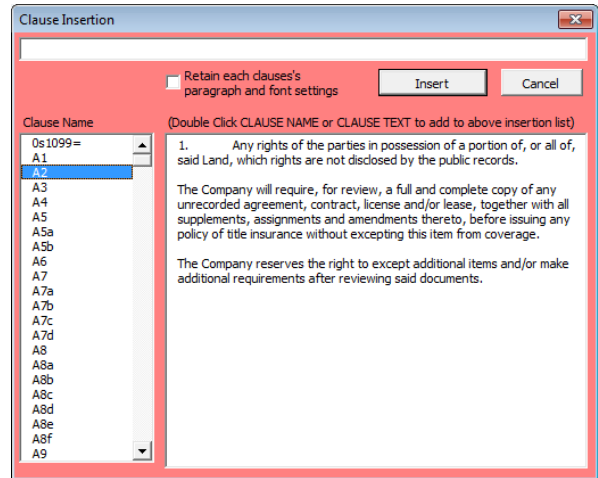 Clause Insertion
Retain each clauses's
paragraph and font settings
Insert
Cancel
Clause Name
(Double Click CLAUSE NAME or CLAUSE TEXT to add to above insertion list)
0s1099=
A1
A2
A3
A4
A5
A5a
A5b
A6
A7
A7a
A7b
A7c
A7d
A8
A8a
A8b
A8c
A8d
A8e
A8f
A9
1. Any rights of the parties in possession of a portion of, or all of,
said Land, which rights are not disclosed by the public records.
The Company will require, for review, a full and complete copy of any
unrecorded agreement, contract, license and/or lease, together with all
supplements, assignments and amendments thereto, before issuing any
policy of title insurance without excepting this item from coverage.
The Company reserves the right to except additional items and/or make
additional requirements after reviewing said documents.